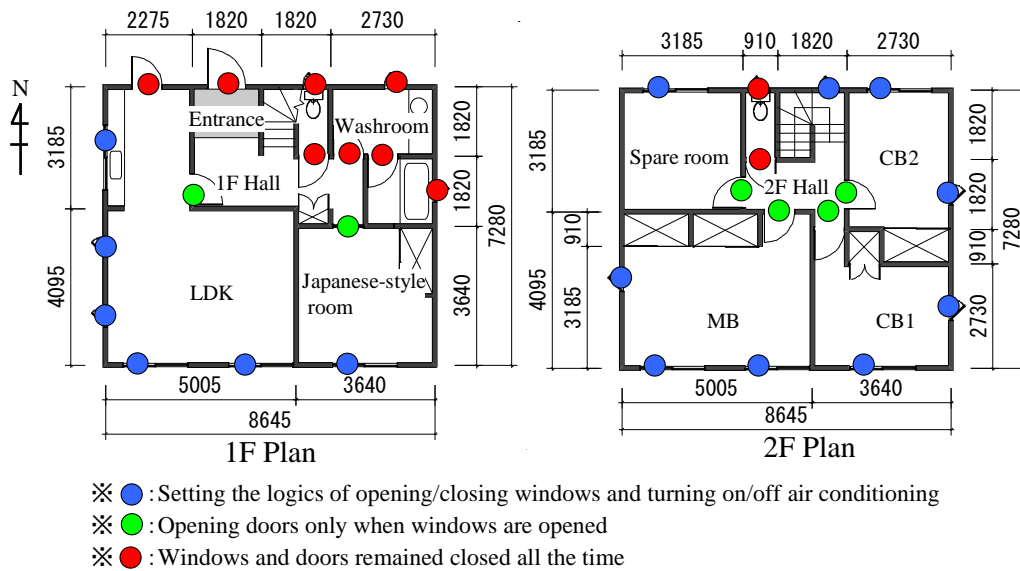 2275 1820 1820 2730
3185 910 1820 2730
N
Entrance
Washroom
1F Hall
LDK
Japanese-style
room
3185
4095
1820
1820
3640
7280
5005 3640
8645
1F Plan
Spare room
CB2
2F Hall
MB
CB1
3185
910
4095
3185
1820
1820
910
2730
7280
5005 3640
8645
2F Plan
※ : Setting the logics of opening/closing windows and turning on/off air conditioning
※ : Opening doors only when windows are opened
※ : Windows and doors remained closed all the time